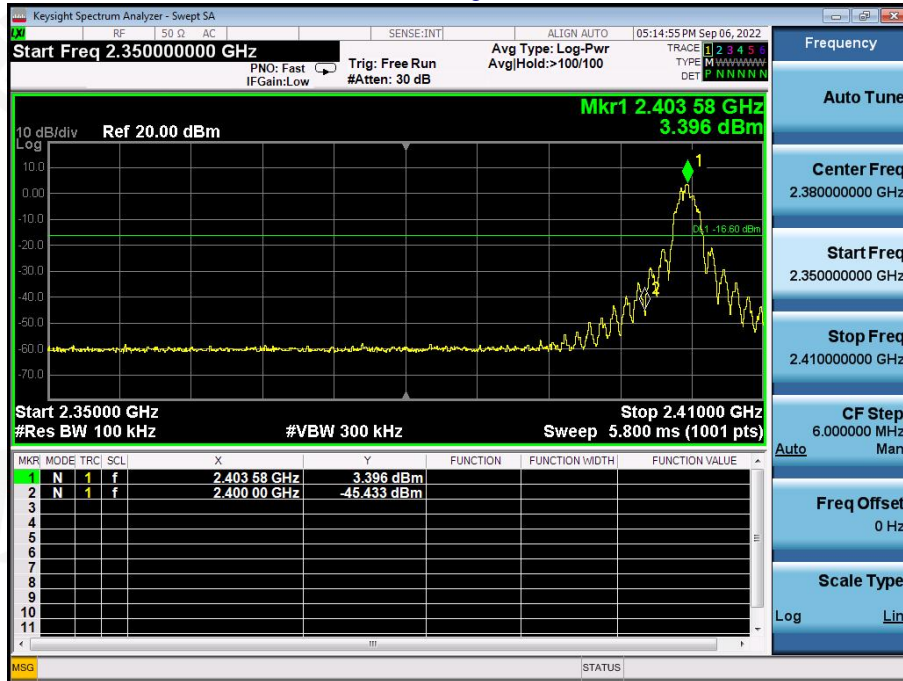 Keysight Spectrum Analyzer - Swept SA
LXI RF 50 Ω AC SENSE:INT ALIGN AUTO 05:14:55 PM Sep 06, 2022
Start Freq 2.350000000 GHz
PNO: Fast
IFGain:Low
Trig: Free Run
#Atten: 30 dB
Avg Type: Log-Pwr
Avg|Hold:>100/100
TRACE 1 2 3 4 5 6
TYPE M WWWWW
DET P N N N N N
Mkr1 2.403 58 GHz
3.396 dBm
10 dB/div Ref 20.00 dBm
Log
10.0
0.00
-10.0
-20.0
-30.0
-40.0
-50.0
-60.0
-70.0
1
DL1 -16.60 dBm
2
Start 2.35000 GHz Stop 2.41000 GHz
#Res BW 100 kHz #VBW 300 kHz Sweep 5.800 ms (1001 pts)
MKR MODE TRC SCL X Y FUNCTION FUNCTION WIDTH FUNCTION VALUE
1 N 1 f 2.403 58 GHz 3.396 dBm
2 N 1 f 2.400 00 GHz -45.433 dBm
3
4
5
6
7
8
9
10
11
MSG STATUS
Frequency
Auto Tune
Center Freq
2.380000000 GHz
Start Freq
2.350000000 GHz
Stop Freq
2.410000000 GHz
CF Step
6.000000 MHz
Auto Man
Freq Offset
0 Hz
Scale Type
Log Lin